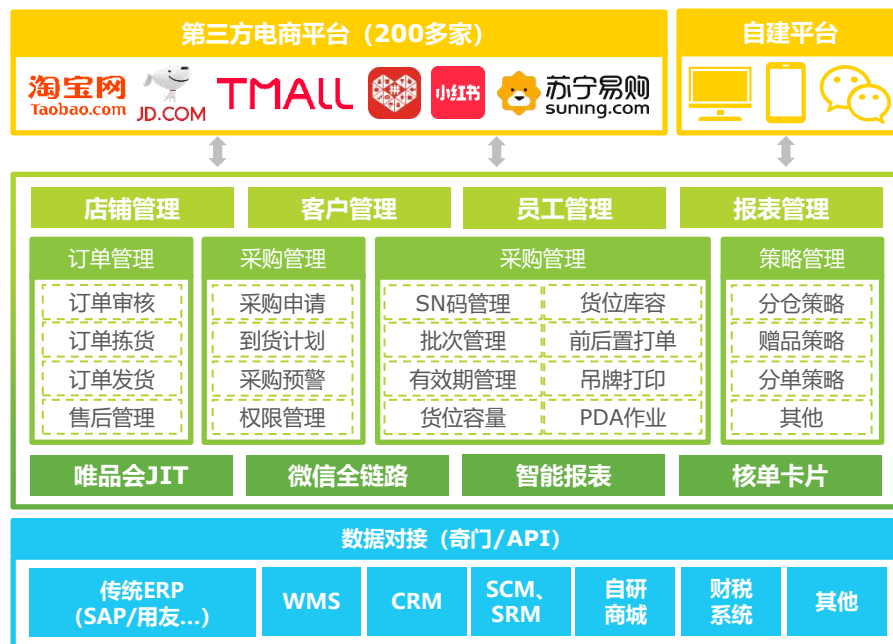 第三方电商平台（200多家）
自建平台
淘宝网
Taobao.com
JD.COM
TMALL
拼
小红书
苏宁易购
suning.com
店铺管理
客户管理
员工管理
报表管理
订单管理
订单审核
订单拣货
订单发货
售后管理
采购管理
采购申请
到货计划
采购预警
权限管理
采购管理
SN码管理
货位库容
批次管理
前后置打单
有效期管理
吊牌打印
货位容量
PDA作业
策略管理
分仓策略
赠品策略
分单策略
其他
唯品会JIT
微信全链路
智能报表
核单卡片
数据对接（奇门/API）
传统ERP
（SAP/用友...）
WMS
CRM
SCM、
SRM
自研
商城
财税
系统
其他